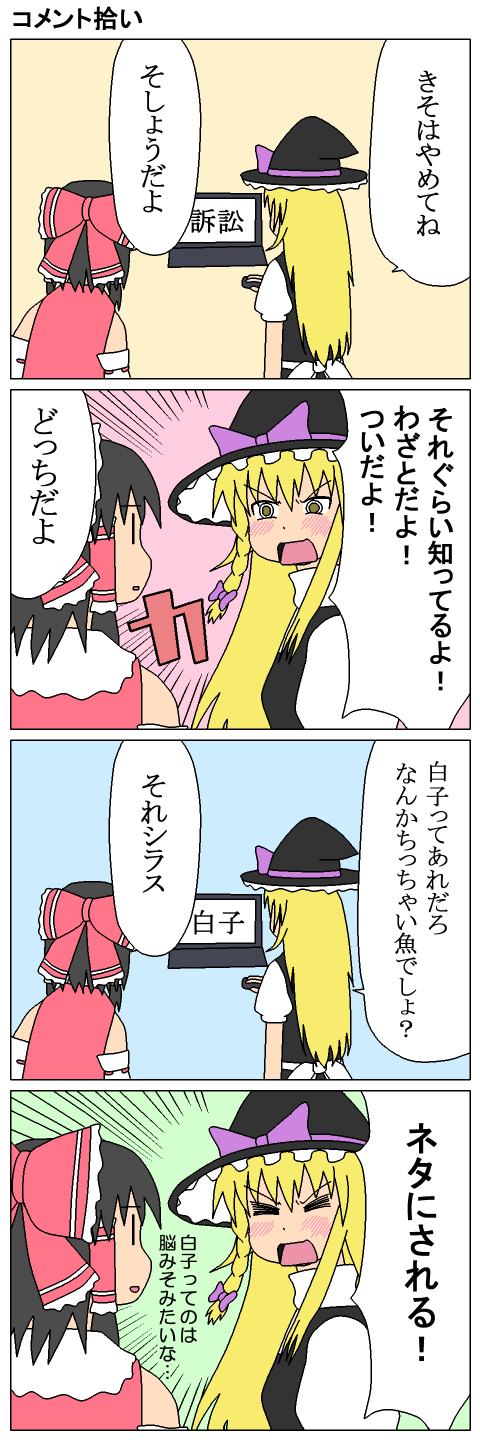 コメント拾い
きそはやめてね
そしょうだよ
訴訟
それぐらい知ってるよ！
わざとだよ！
ついだよ！
どっちだよ
カ
白子ってあれだろ
なんかちっちゃい魚でしょ？
それシラス
白子
ネタにされる！
白子ってのは
脳みそみたいな…